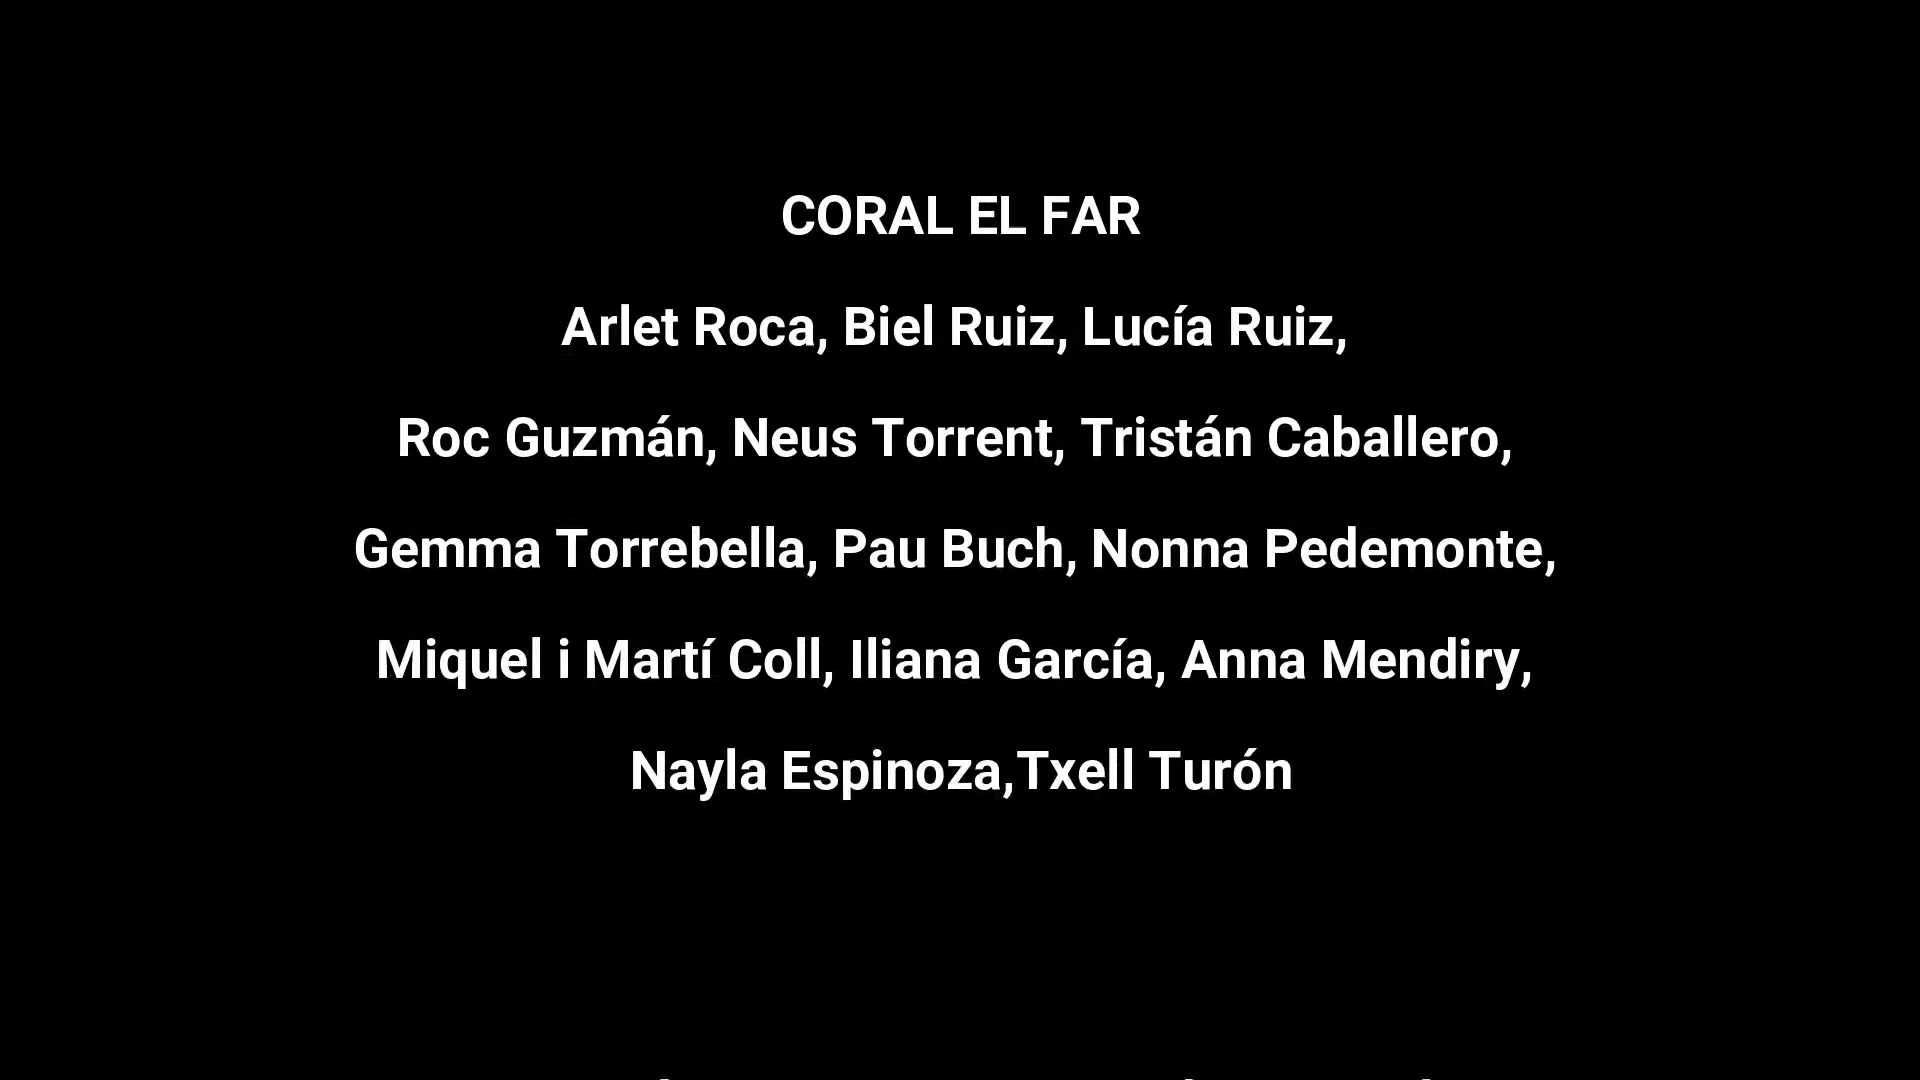 CORAL EL FAR
Arlet Roca, Biel Ruiz, Lucía Ruiz,
Roc Guzmán, Neus Torrent, Tristán Caballero,
Gemma Torrebella, Pau Buch, Nonna Pedemonte,
Miquel i Martí Coll, Iliana García, Anna Mendiry,
Nayla Espinoza,Txell Turón